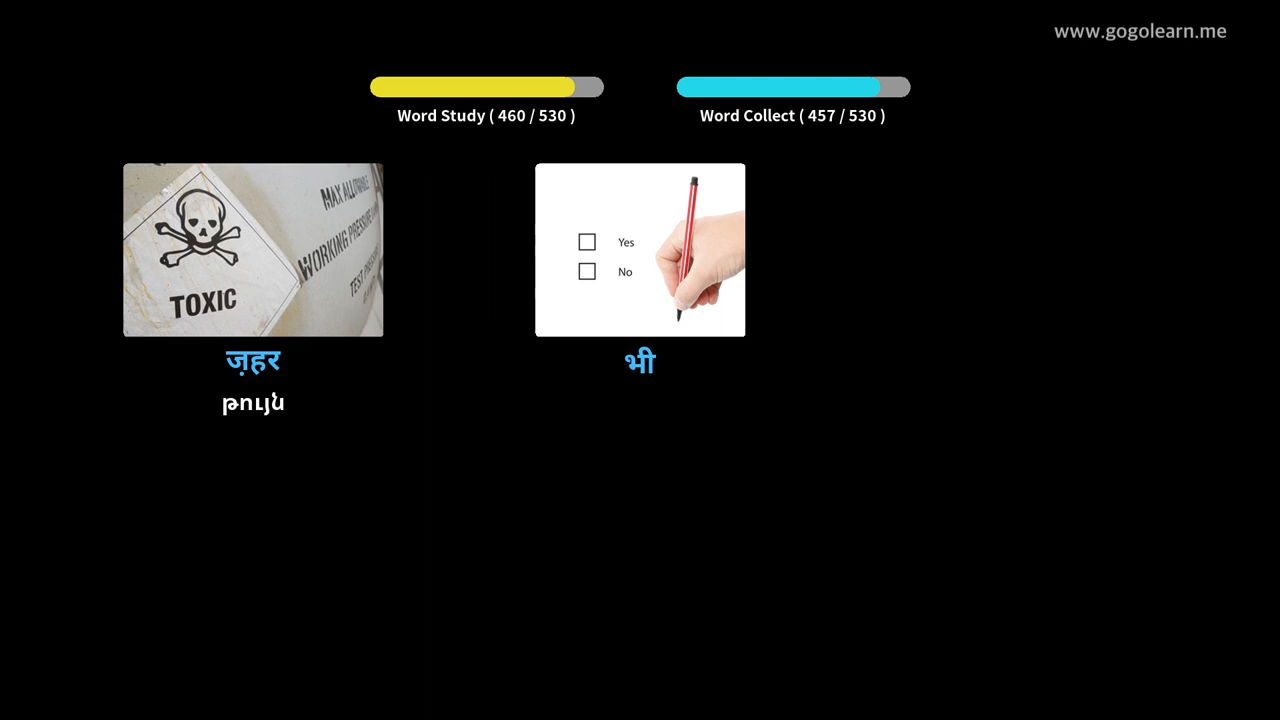 www.gogolearn.me
Word Study ( 460 / 530 )
Word Collect ( 457 / 530 )
TOXIC
MAX ALLOWABLE
WORKING PRESSURE
TEST PRESS
Yes
No
ज़हर
भी
թույն